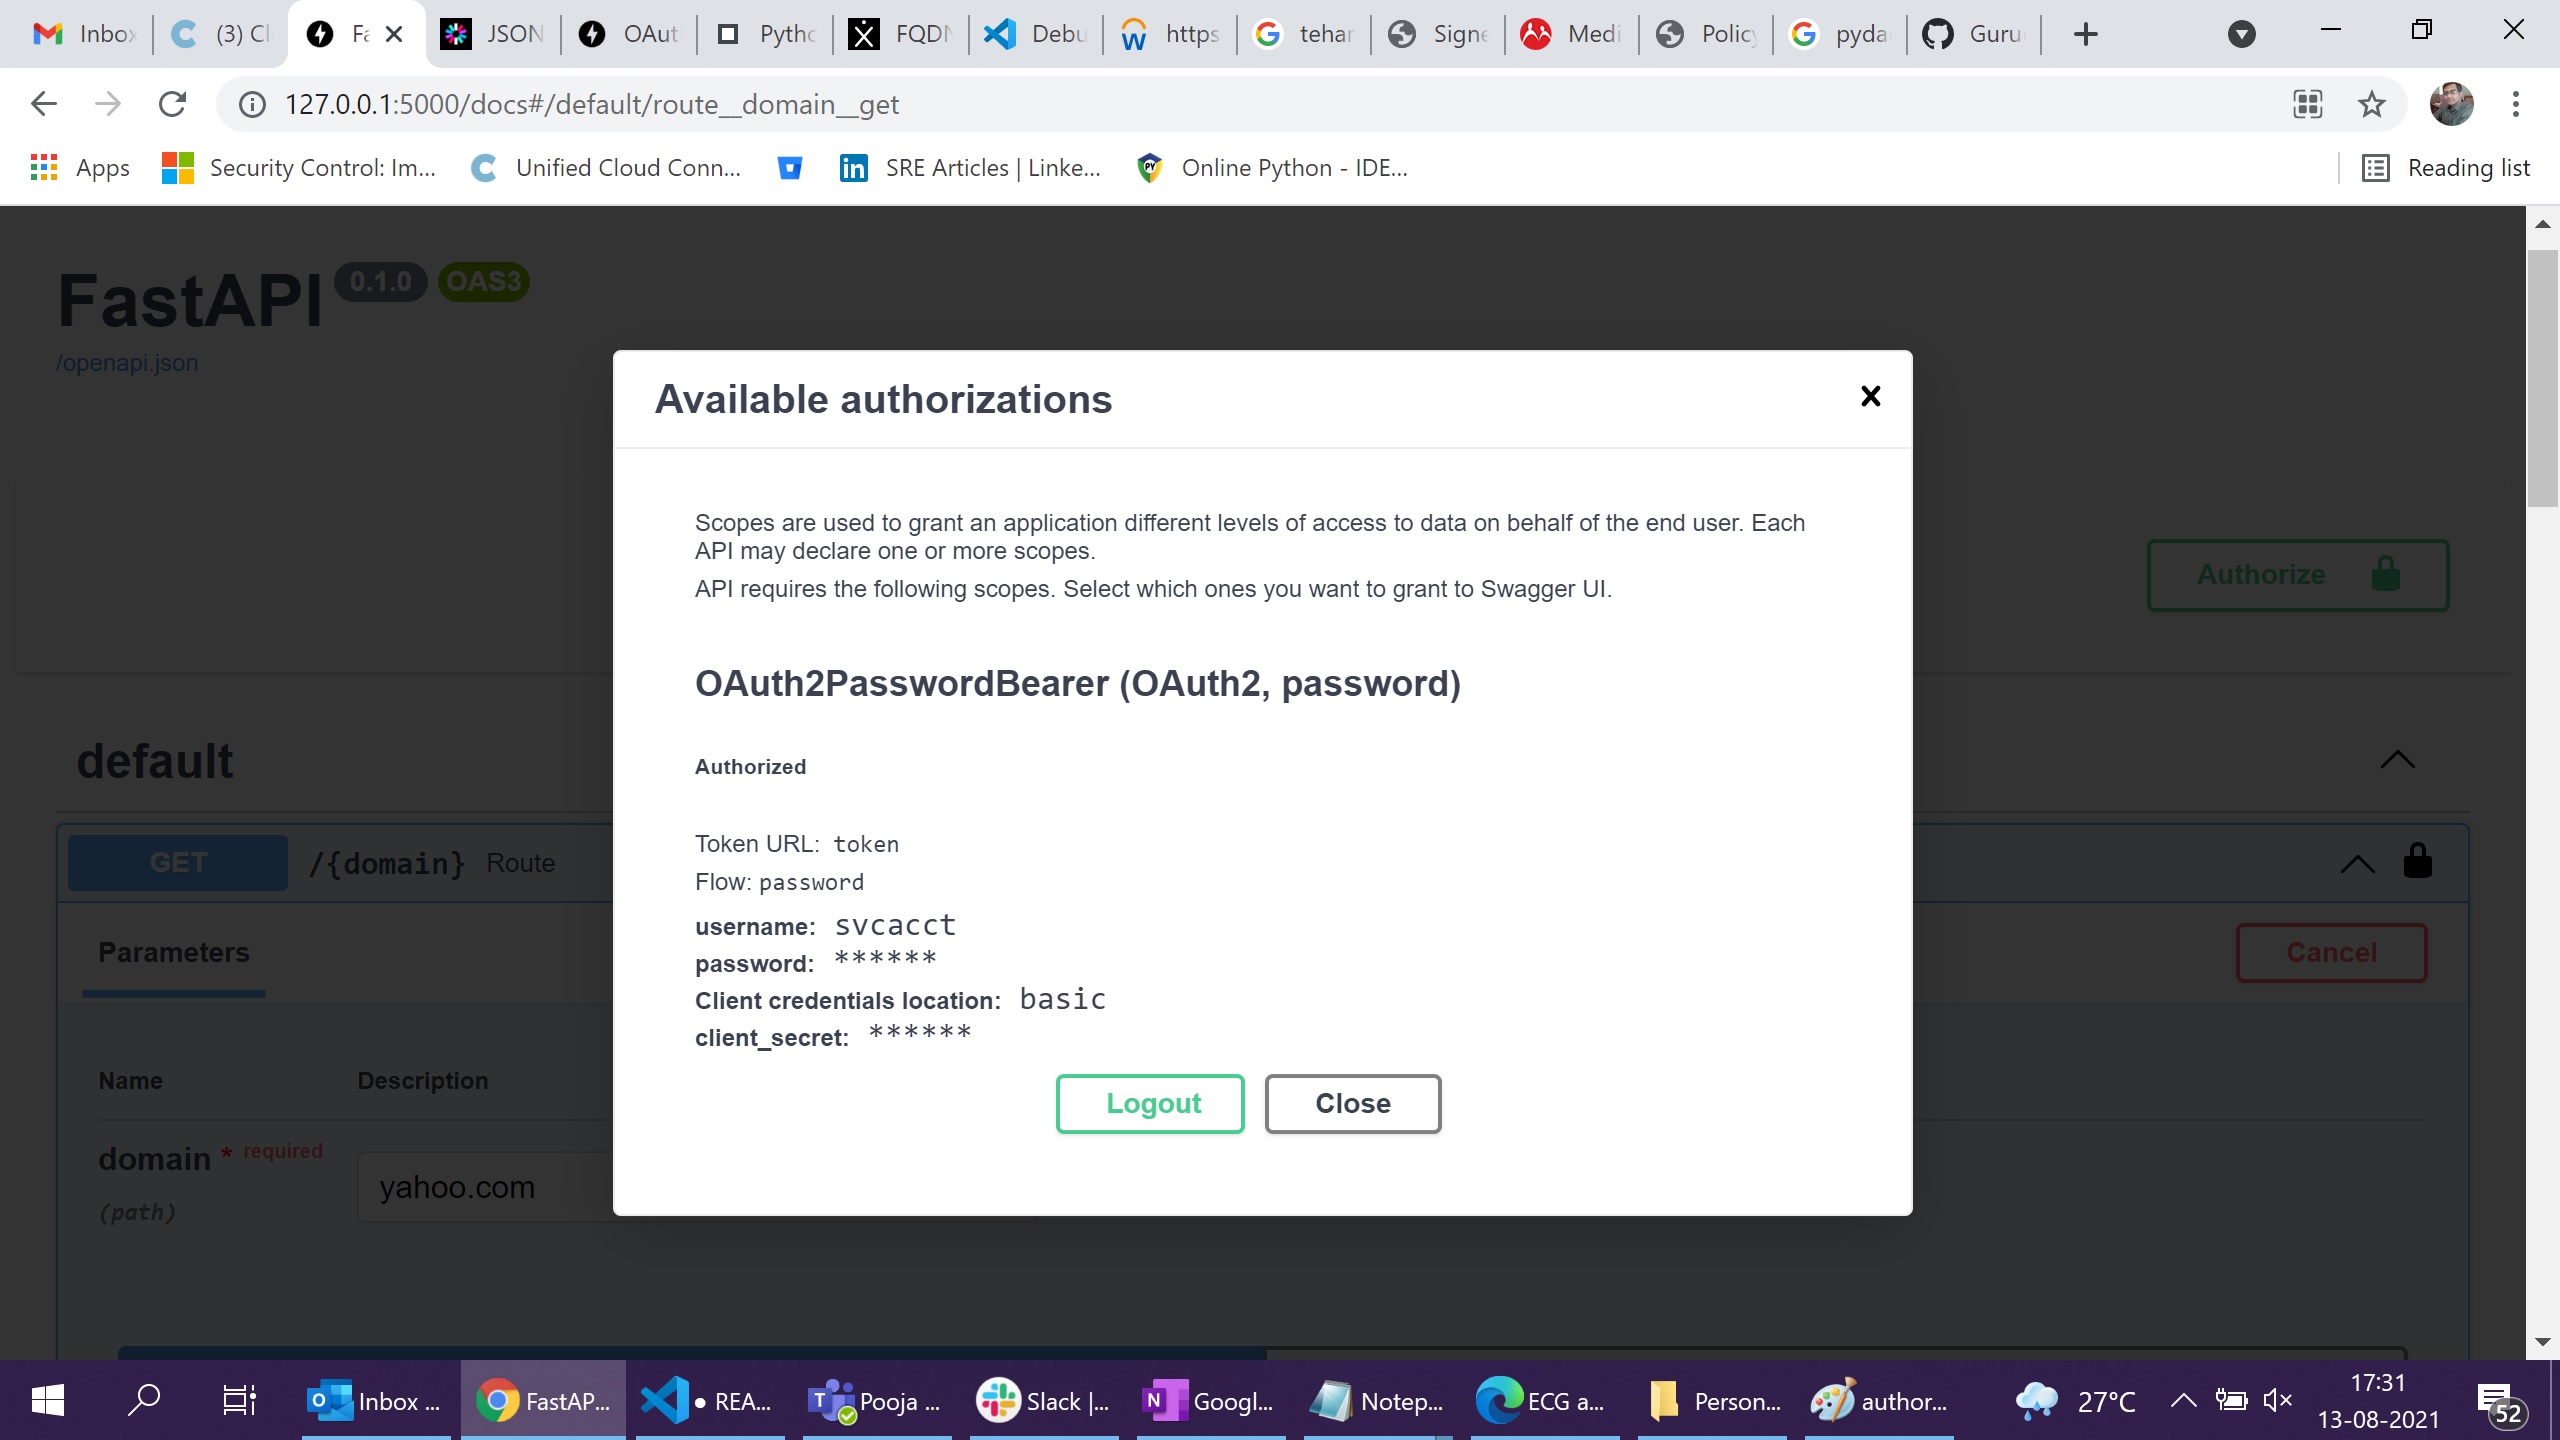 Inbox
(3) Cl
Fa
JSON
OAut
Pytho
FQDN
Debu
https
tehar
Signe
Medi
Policy
pydan
Gurur
127.0.0.1:5000/docs#/default/route__domain__get
Apps
Security Control: Im...
Unified Cloud Conn...
in
SRE Articles | Linke...
PY
Online Python - IDE...
Reading list
FastAPI 0.1.0 OAS3
/openapi.json
Authorize
Available authorizations
Scopes are used to grant an application different levels of access to data on behalf of the end user. Each
API may declare one or more scopes.
API requires the following scopes. Select which ones you want to grant to Swagger UI.
OAuth2PasswordBearer (OAuth2, password)
Authorized
Token URL: token
Flow: password
username: svcacct
password: ******
Client credentials location: basic
client_secret: ******
Logout
Close
default
GET /{domain} Route
Parameters
Cancel
Name
Description
domain * required
(path)
yahoo.com
Inbox ...
FastAP...
● REA...
Pooja ...
Slack |...
Googl...
Notep...
ECG a...
Person...
author...
27°C
17:31
13-08-2021
52